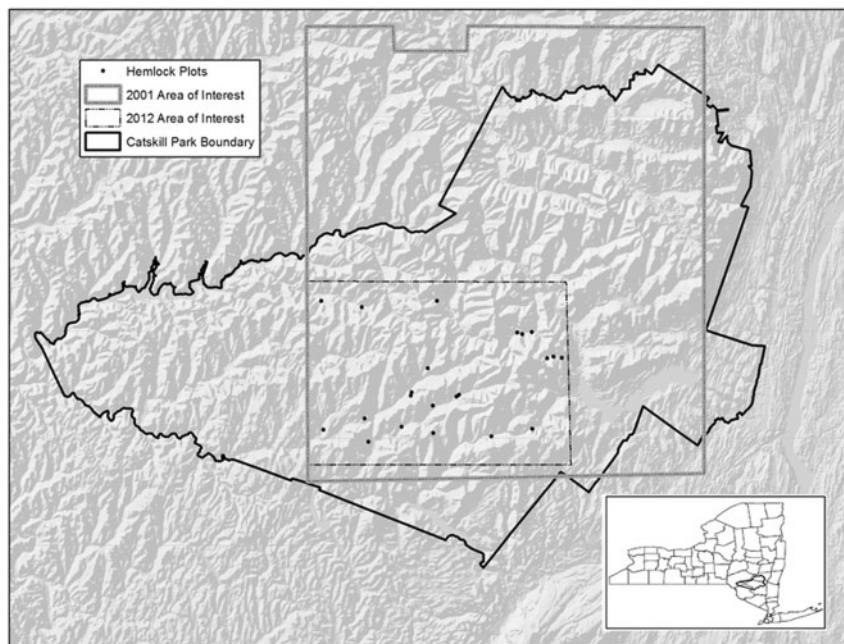 Hemlock Plots
2001 Area of Interest
2012 Area of Interest
Catskill Park Boundary